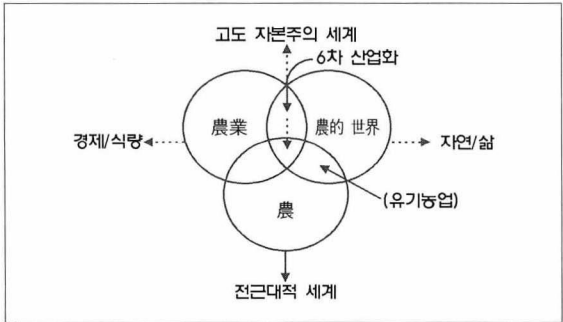 고도 자본주의 세계
6차 산업화
農業
農的 世界
경제/식량
자연/삶
農
(유기농업)
전근대적 세계